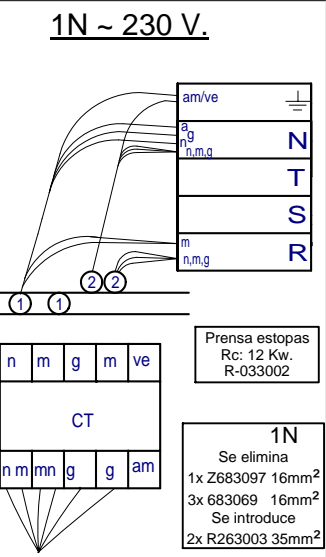 1N ~ 230 V.
am/ve
a
g
n
n,m,g
N
T
S
m
n,m,g
R
2 2
1 1
Prensa estopas
Rc: 12 Kw.
R-033002
n m g m ve
CT
n m mn g g am
1N
Se elimina
1x Z683097 16mm²
3x 683069 16mm²
Se introduce
2x R263003 35mm²